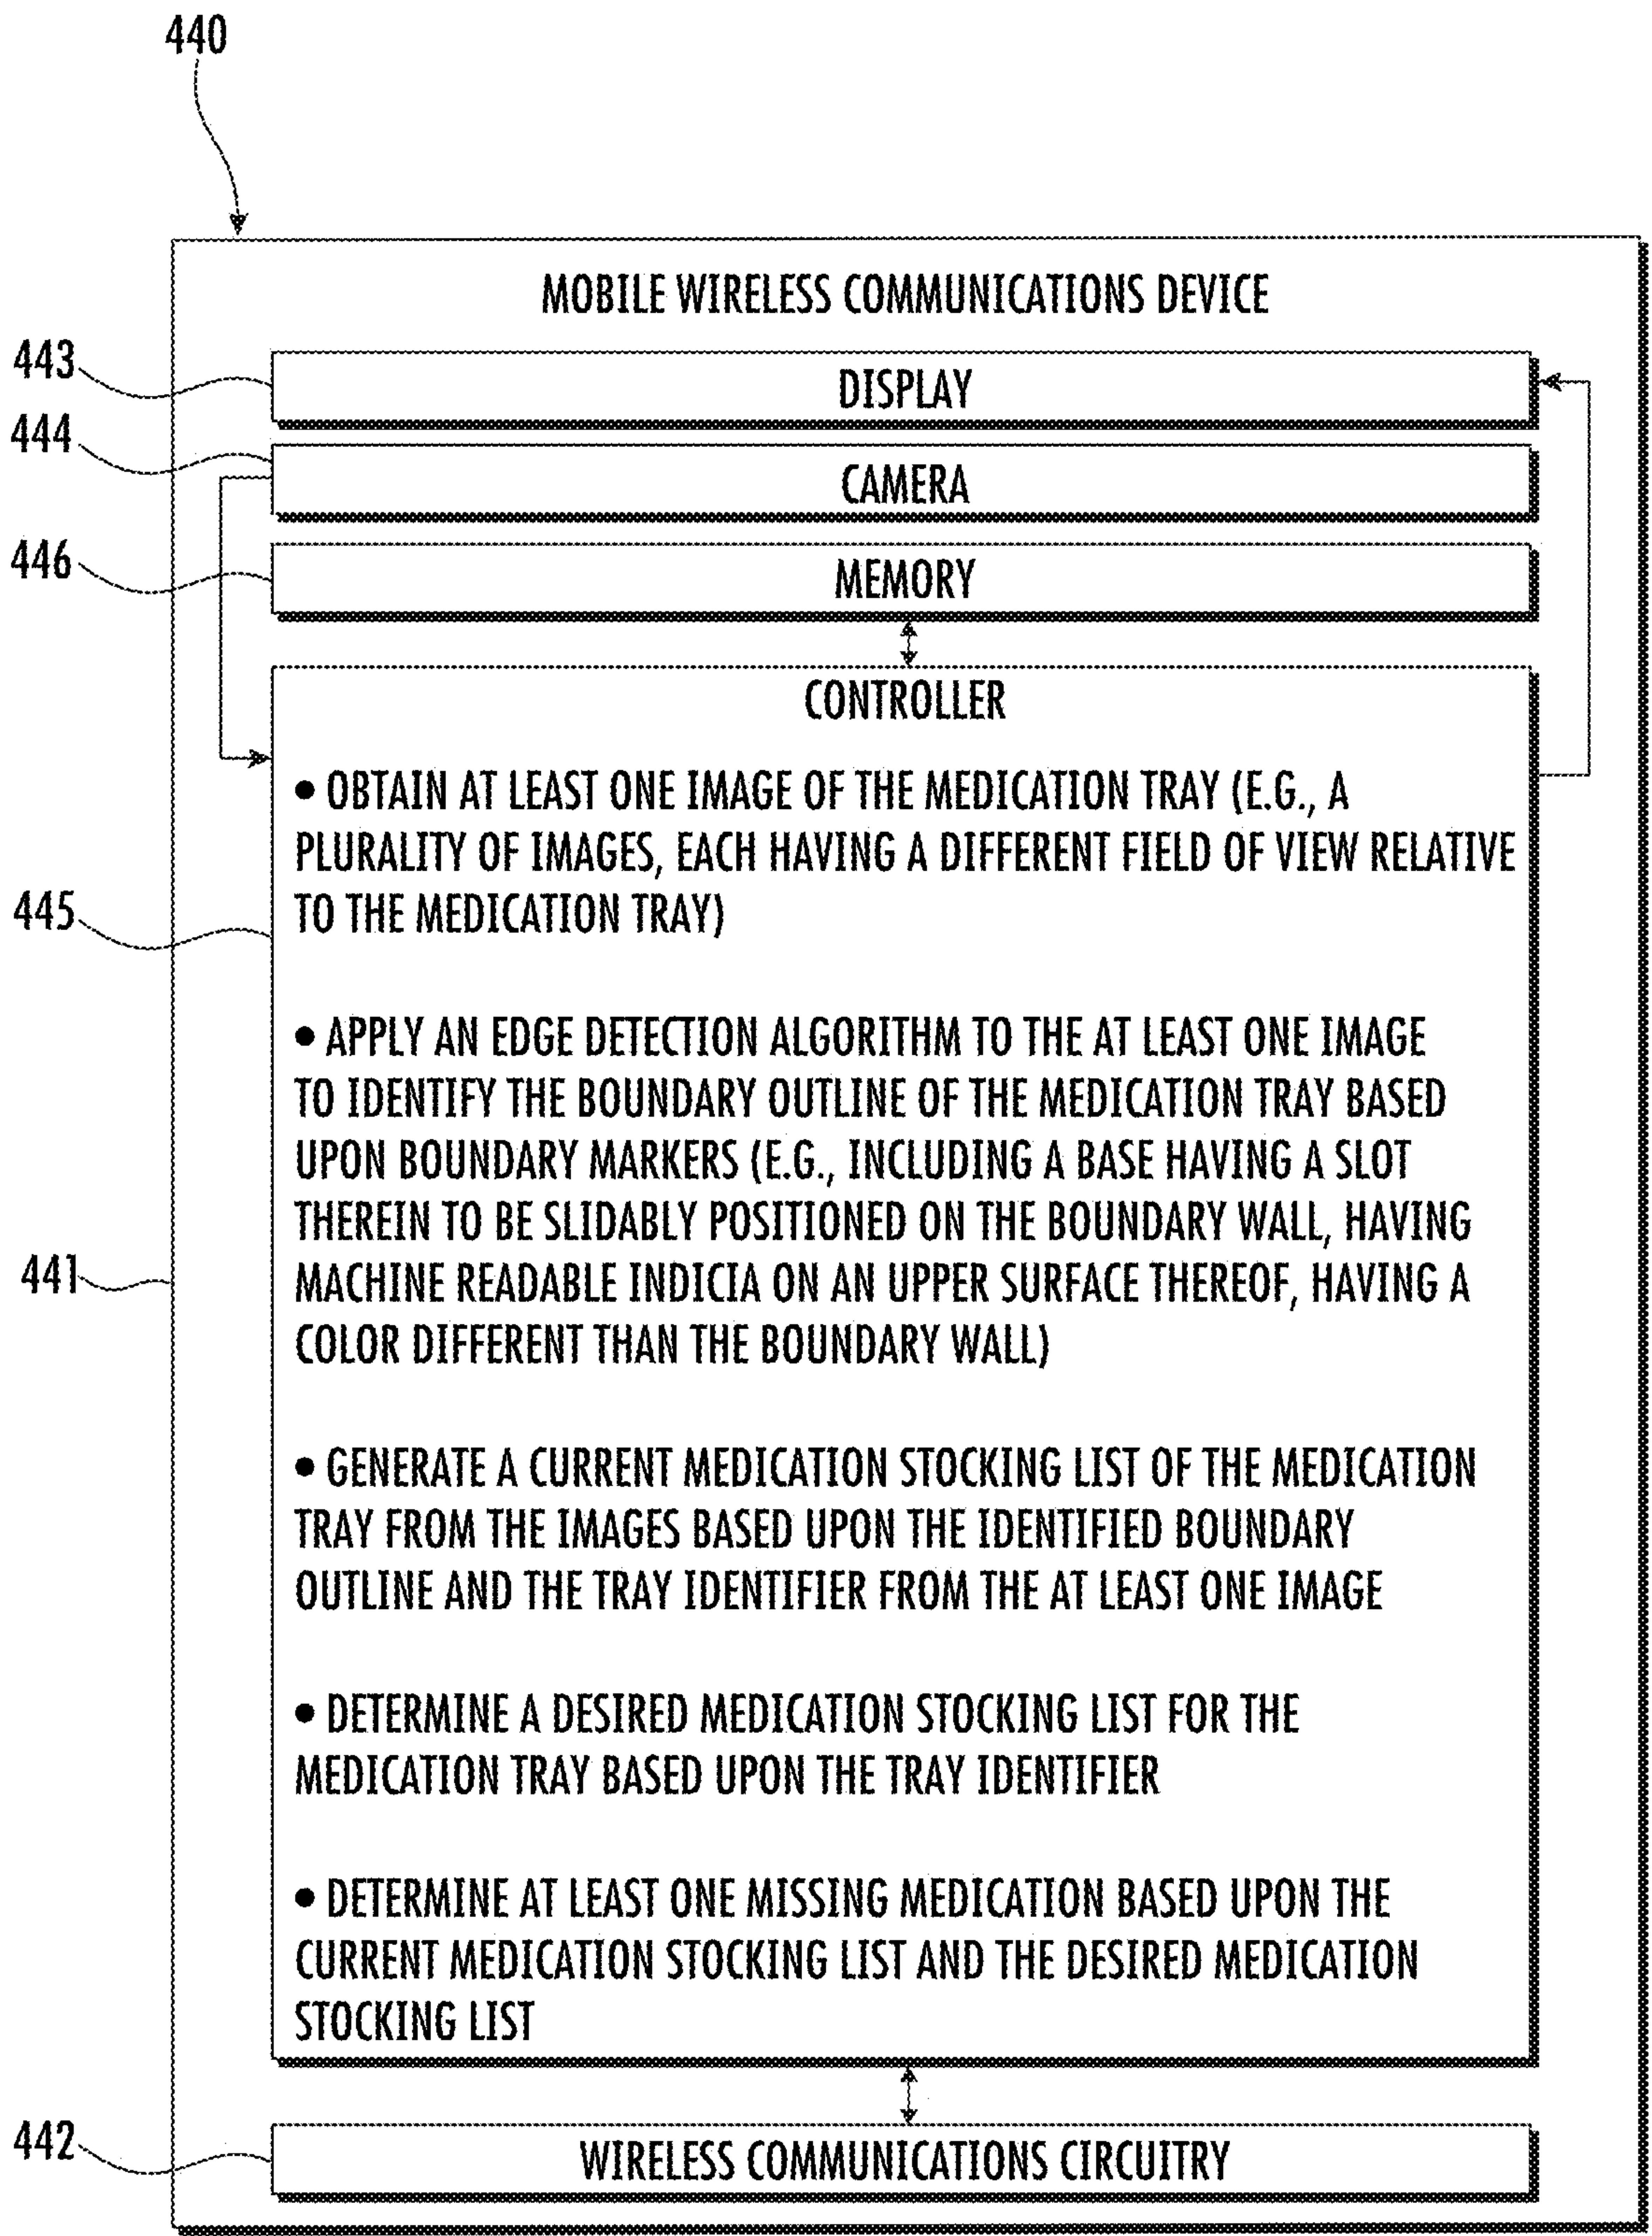 440
MOBILE WIRELESS COMMUNICATIONS DEVICE
443
DISPLAY
444
CAMERA
446
MEMORY
CONTROLLER
• OBTAIN AT LEAST ONE IMAGE OF THE MEDICATION TRAY (E.G., A
PLURALITY OF IMAGES, EACH HAVING A DIFFERENT FIELD OF VIEW RELATIVE
TO THE MEDICATION TRAY)
445
• APPLY AN EDGE DETECTION ALGORITHM TO THE AT LEAST ONE IMAGE
TO IDENTIFY THE BOUNDARY OUTLINE OF THE MEDICATION TRAY BASED
UPON BOUNDARY MARKERS (E.G., INCLUDING A BASE HAVING A SLOT
THEREIN TO BE SLIDABLY POSITIONED ON THE BOUNDARY WALL, HAVING
MACHINE READABLE INDICIA ON AN UPPER SURFACE THEREOF, HAVING A
COLOR DIFFERENT THAN THE BOUNDARY WALL)
441
• GENERATE A CURRENT MEDICATION STOCKING LIST OF THE MEDICATION
TRAY FROM THE IMAGES BASED UPON THE IDENTIFIED BOUNDARY
OUTLINE AND THE TRAY IDENTIFIER FROM THE AT LEAST ONE IMAGE
• DETERMINE A DESIRED MEDICATION STOCKING LIST FOR THE
MEDICATION TRAY BASED UPON THE TRAY IDENTIFIER
• DETERMINE AT LEAST ONE MISSING MEDICATION BASED UPON THE
CURRENT MEDICATION STOCKING LIST AND THE DESIRED MEDICATION
STOCKING LIST
442
WIRELESS COMMUNICATIONS CIRCUITRY